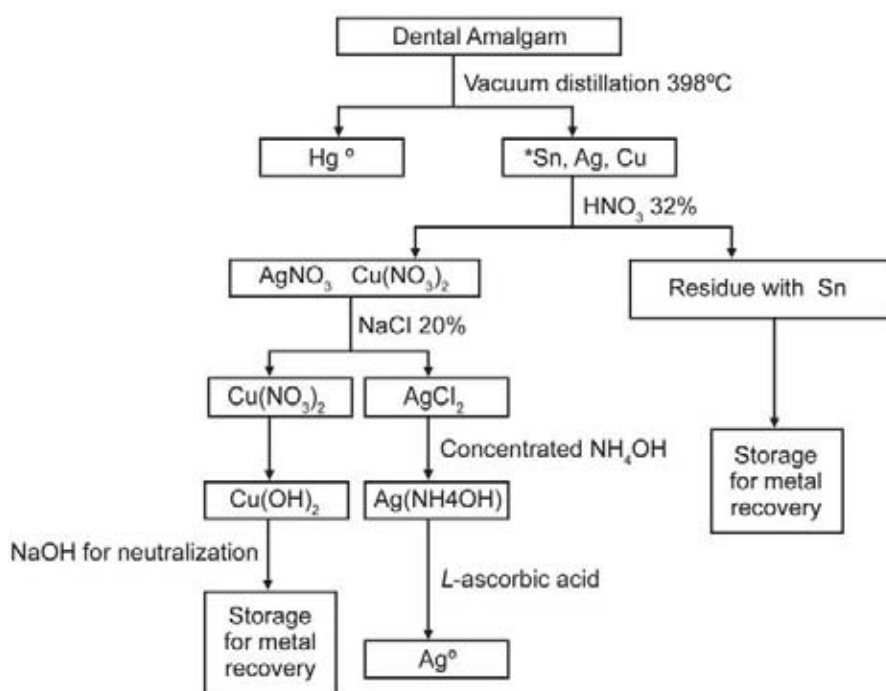 Dental Amalgam
Vacuum distillation 398ºC
Hg º
*Sn, Ag, Cu
HNO₃ 32%
AgNO₃ Cu(NO₃)₂
Residue with Sn
NaCl 20%
Cu(NO₃)₂
AgCl₂
Concentrated NH₄OH
Storage
for metal
recovery
Cu(OH)₂
Ag(NH4OH)
NaOH for neutralization
L-ascorbic acid
Storage
for metal
recovery
Agº